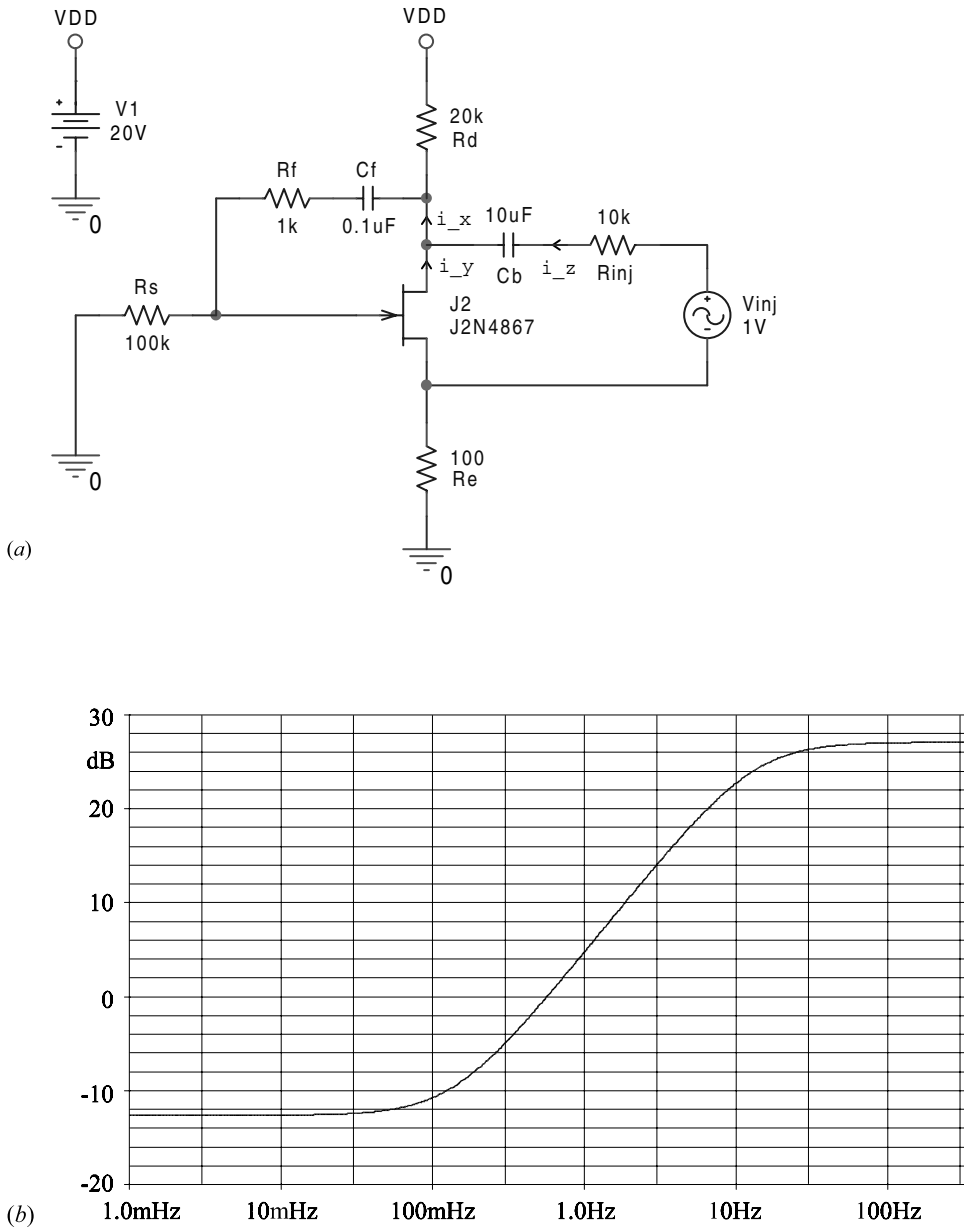 VDD
VDD
V1
20V
+
-
0
20k
Rd
Rf
1k
Cf
0.1uF
i_x
10uF
Cb
i_y
i_z
10k
Rinj
Rs
100k
J2
J2N4867
+
-
Vinj
1V
0
100
Re
0
(a)
30
dB
20
10
0
-10
-20
1.0mHz
10mHz
100mHz
1.0Hz
10Hz
100Hz
(b)